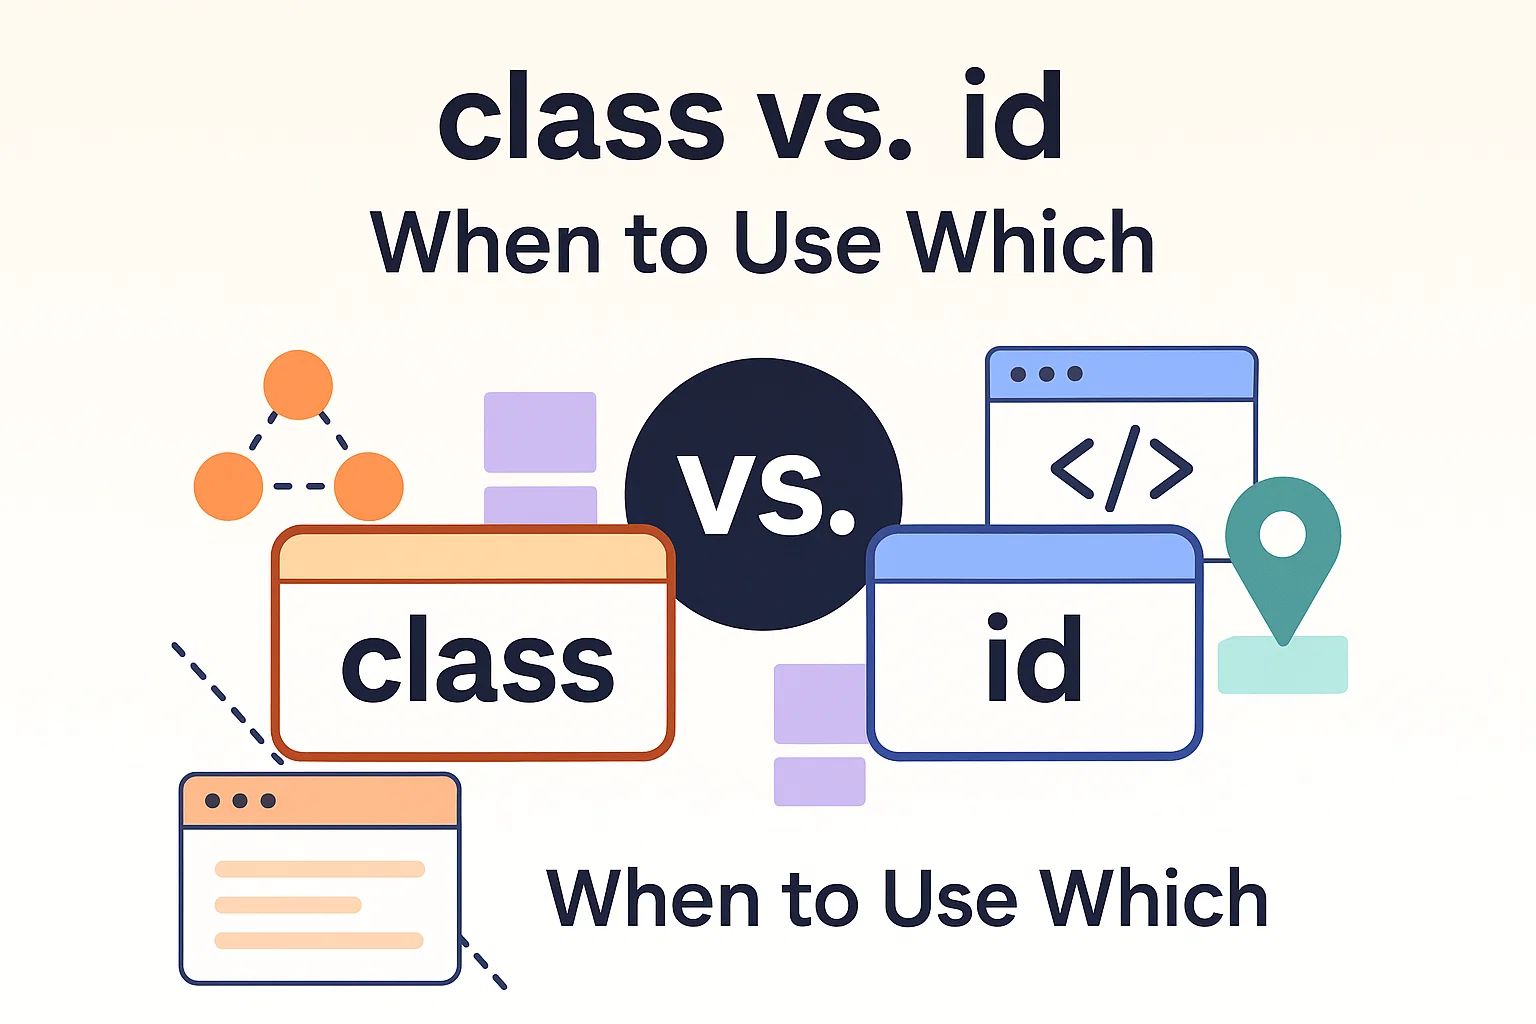 class vs. id
When to Use Which
vs.
</>
class
id
When to Use Which